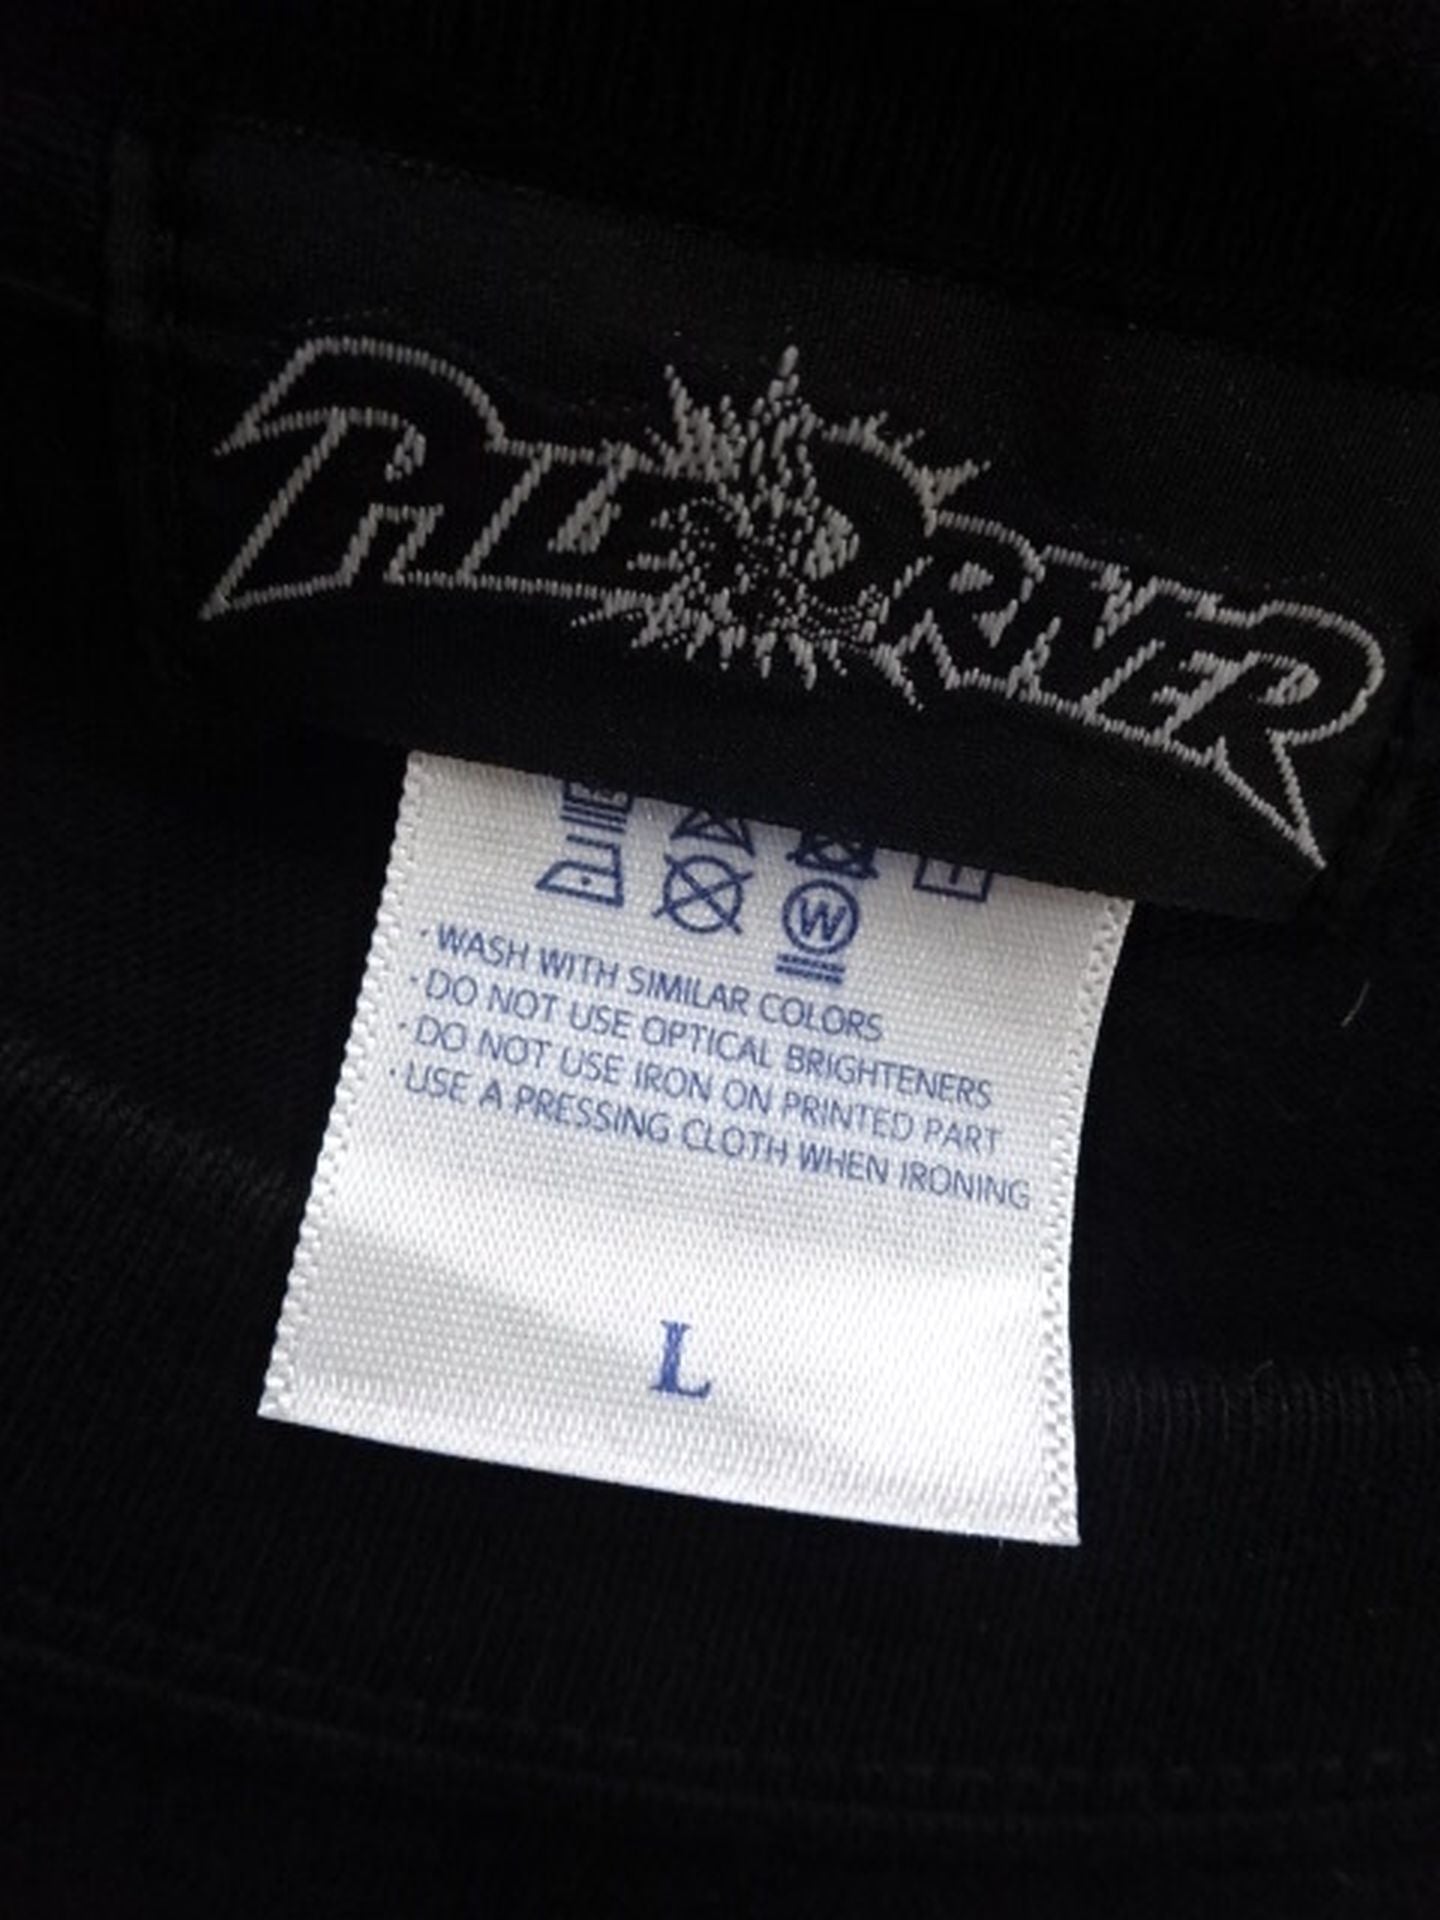 PILEDRIVER
W
· WASH WITH SIMILAR COLORS
· DO NOT USE OPTICAL BRIGHTENERS
· DO NOT USE IRON ON PRINTED PART
· USE A PRESSING CLOTH WHEN IRONING
L